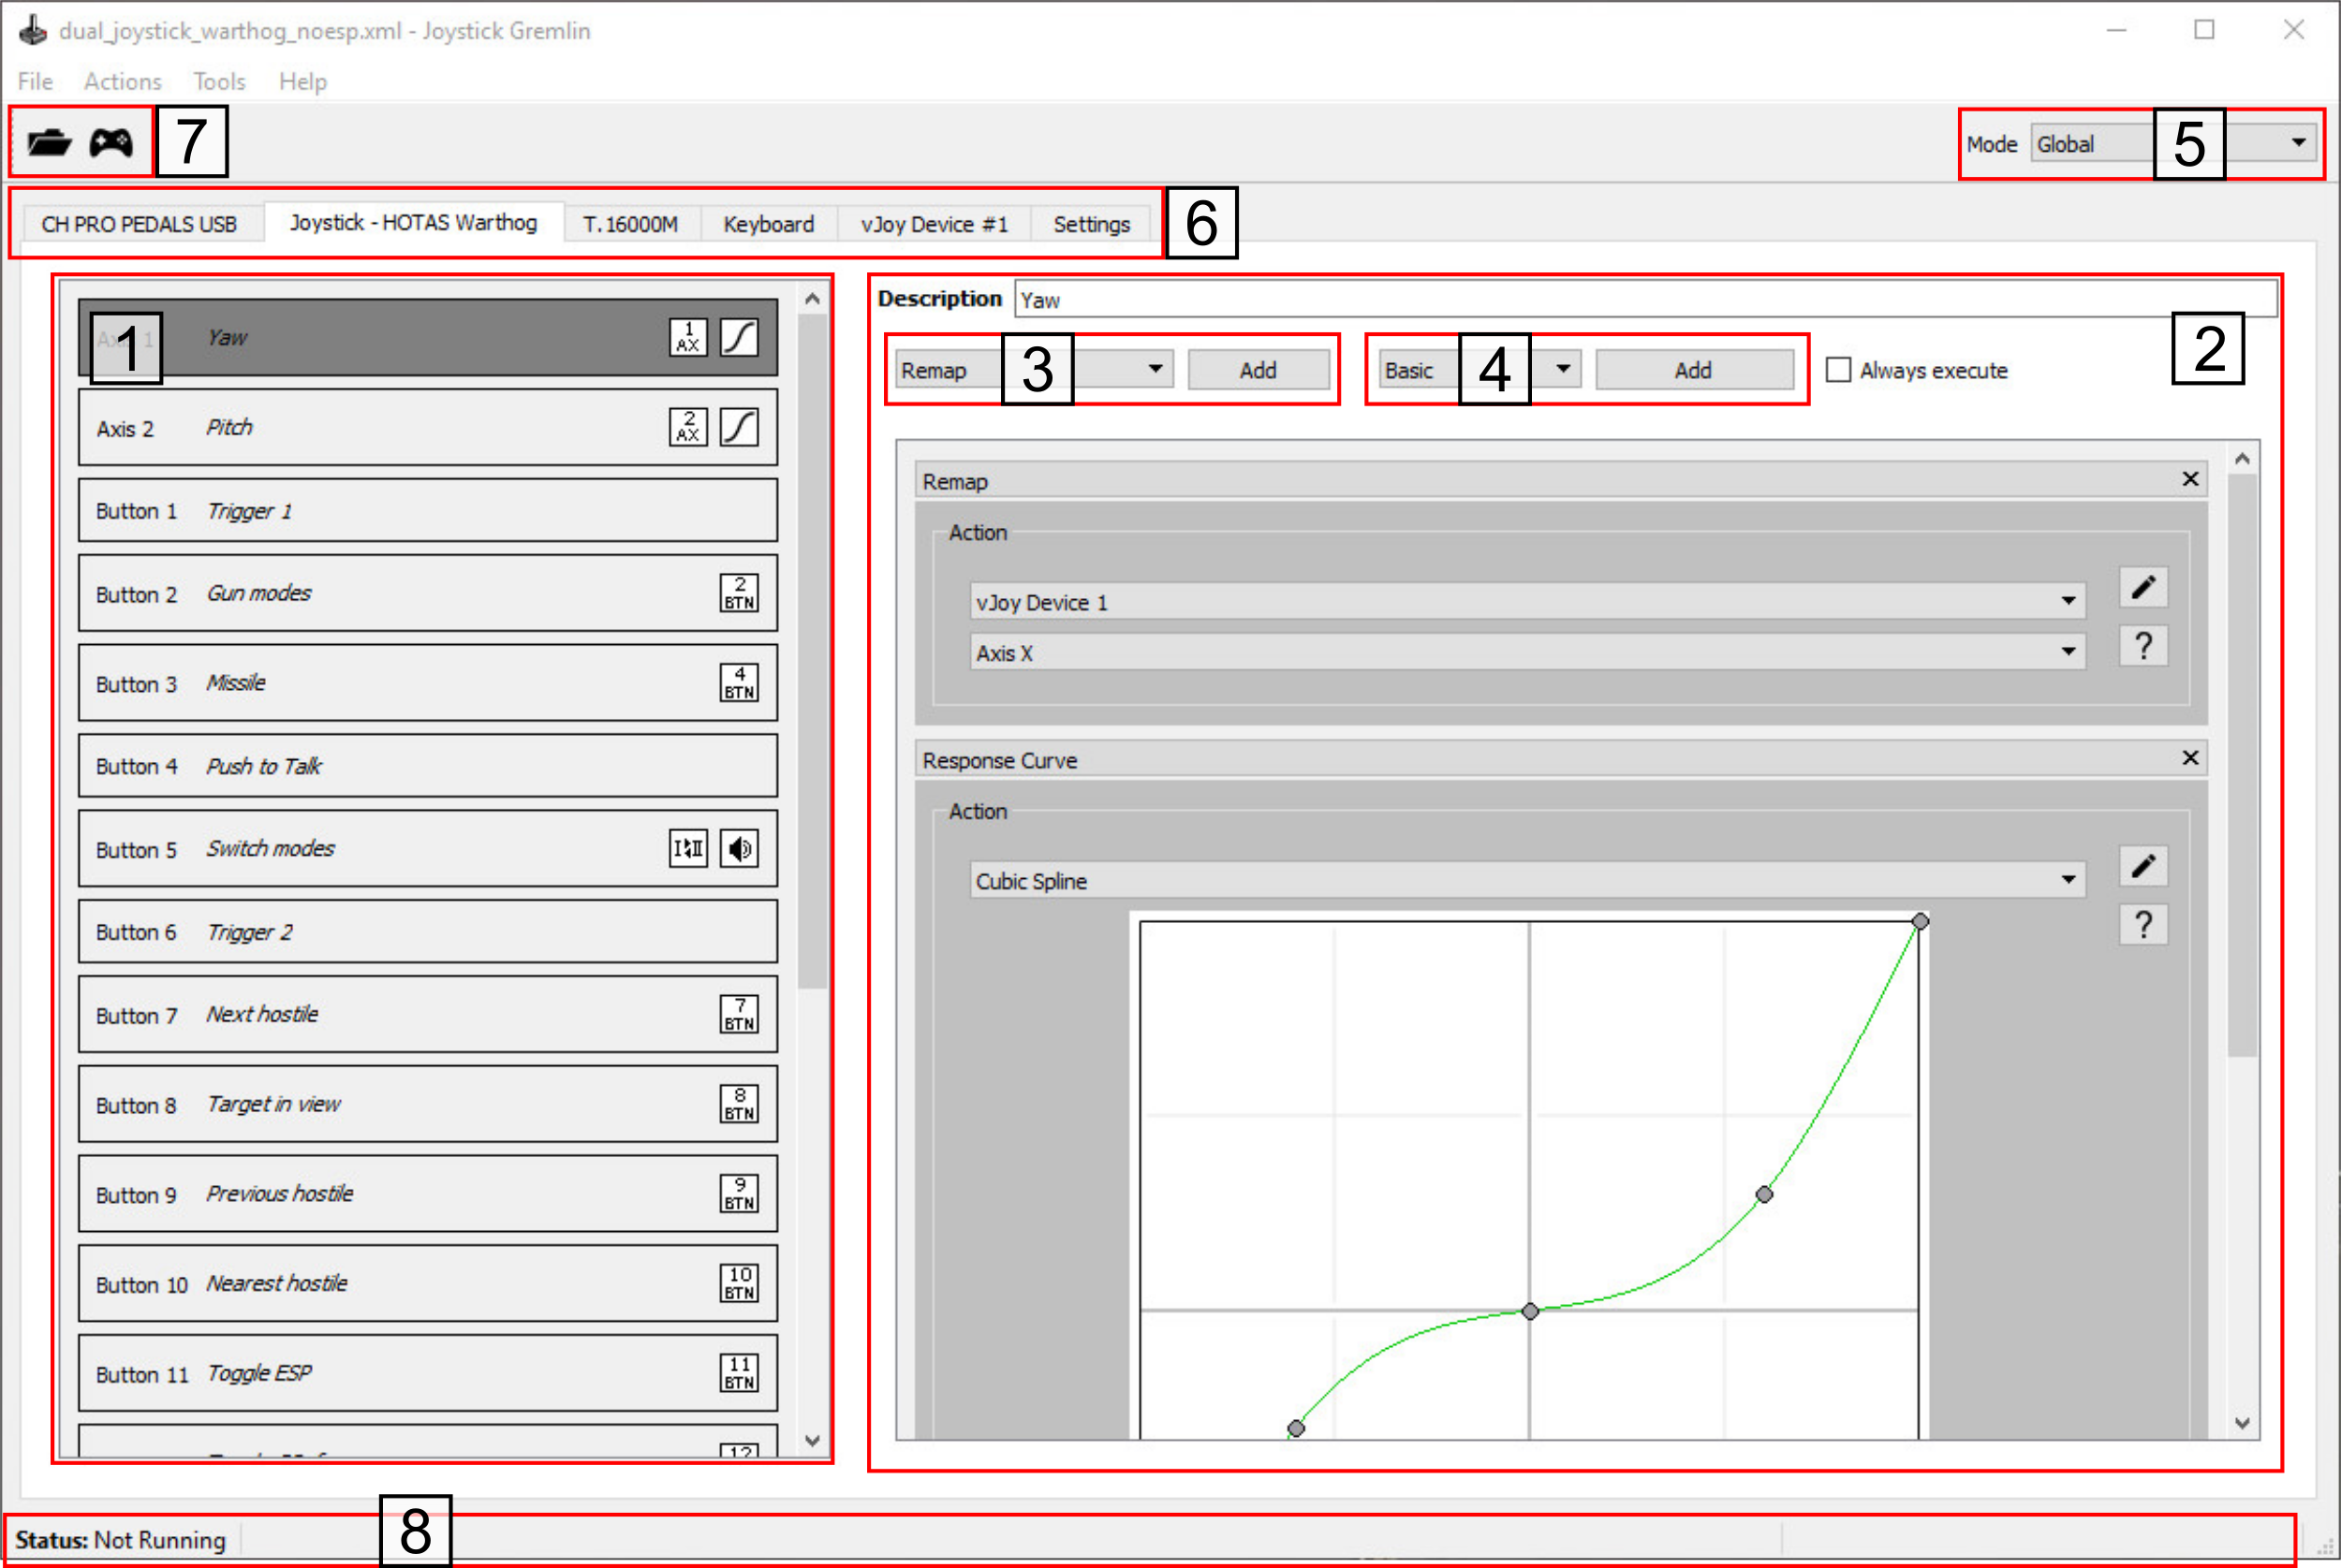 dual_joystick_warthog_noesp.xml - Joystick Gremlin
File Actions Tools Help
7
Mode Global 5
CH PRO PEDALS USB Joystick - HOTAS Warthog T.16000M Keyboard vJoy Device #1 Settings 6
1 Yaw 1 AX
Axis 2 Pitch 2 AX
Button 1 Trigger 1
Button 2 Gun modes 2 BTN
Button 3 Missile 4 BTN
Button 4 Push to Talk
Button 5 Switch modes I II
Button 6 Trigger 2
Button 7 Next hostile 7 BTN
Button 8 Target in view 8 BTN
Button 9 Previous hostile 9 BTN
Button 10 Nearest hostile 10 BTN
Button 11 Toggle ESP 11 BTN
12
Description Yaw
2
Remap 3 Add Basic 4 Add Always execute
Remap
Action
vJoy Device 1
Axis X
?
Response Curve
Action
Cubic Spline
?
Status: Not Running 8